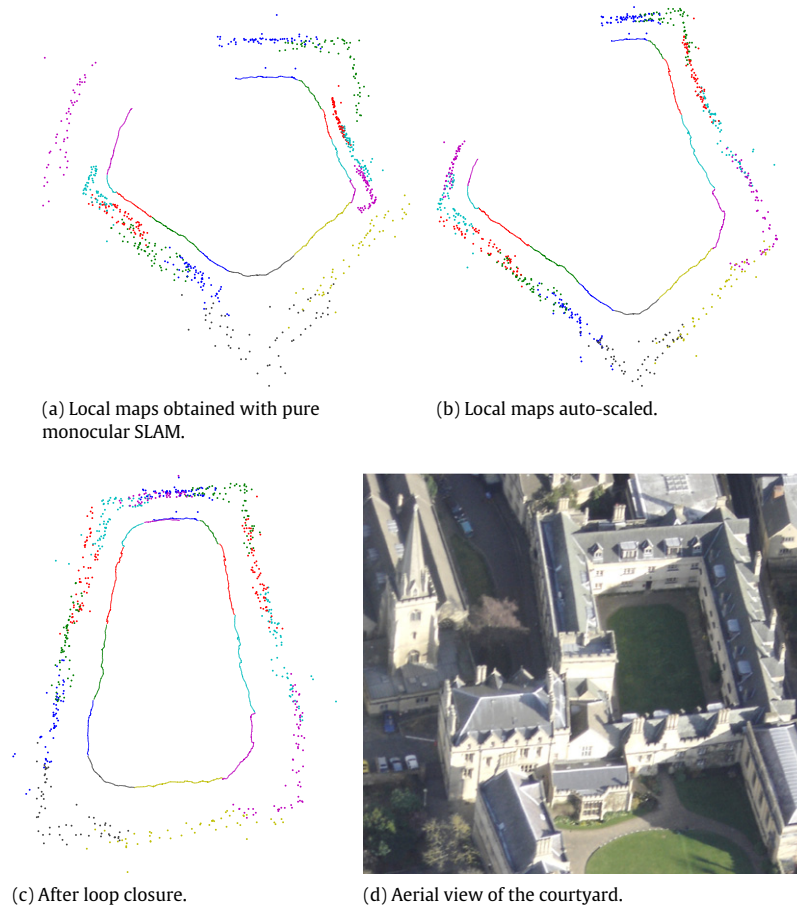 (a) Local maps obtained with pure
monocular SLAM.
(b) Local maps auto-scaled.
(c) After loop closure.
(d) Aerial view of the courtyard.